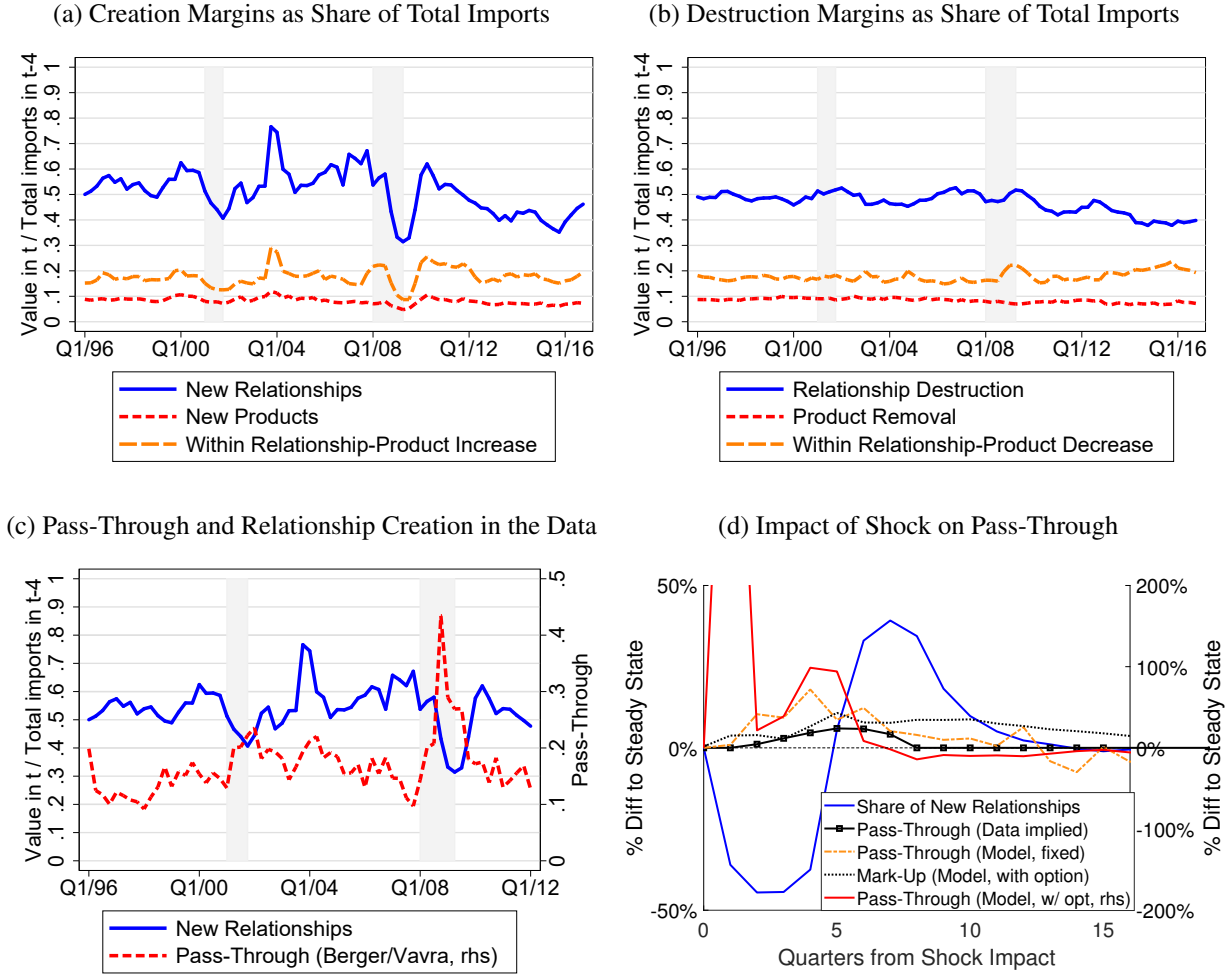 (a) Creation Margins as Share of Total Imports
Value in t / Total imports in t-4
1
.9
.8
.7
.6
.5
.4
.3
.2
.1
0
Q1/96 Q1/00 Q1/04 Q1/08 Q1/12 Q1/16
New Relationships
New Products
Within Relationship-Product Increase
(b) Destruction Margins as Share of Total Imports
Value in t / Total imports in t-4
1
.9
.8
.7
.6
.5
.4
.3
.2
.1
0
Q1/96 Q1/00 Q1/04 Q1/08 Q1/12 Q1/16
Relationship Destruction
Product Removal
Within Relationship-Product Decrease
(c) Pass-Through and Relationship Creation in the Data
Value in t / Total imports in t-4
1
.9
.8
.7
.6
.5
.4
.3
.2
.1
0
.5
.4
.3
.2
.1
0
Pass-Through
Q1/96 Q1/00 Q1/04 Q1/08 Q1/12
New Relationships
Pass-Through (Berger/Vavra, rhs)
(d) Impact of Shock on Pass-Through
% Diff to Steady State
50%
0%
-50%
200%
100%
0%
-100%
-200%
% Diff to Steady State
Share of New Relationships
Pass-Through (Data implied)
Pass-Through (Model, fixed)
Mark-Up (Model, with option)
Pass-Through (Model, w/ opt, rhs)
0 5 10 15
Quarters from Shock Impact